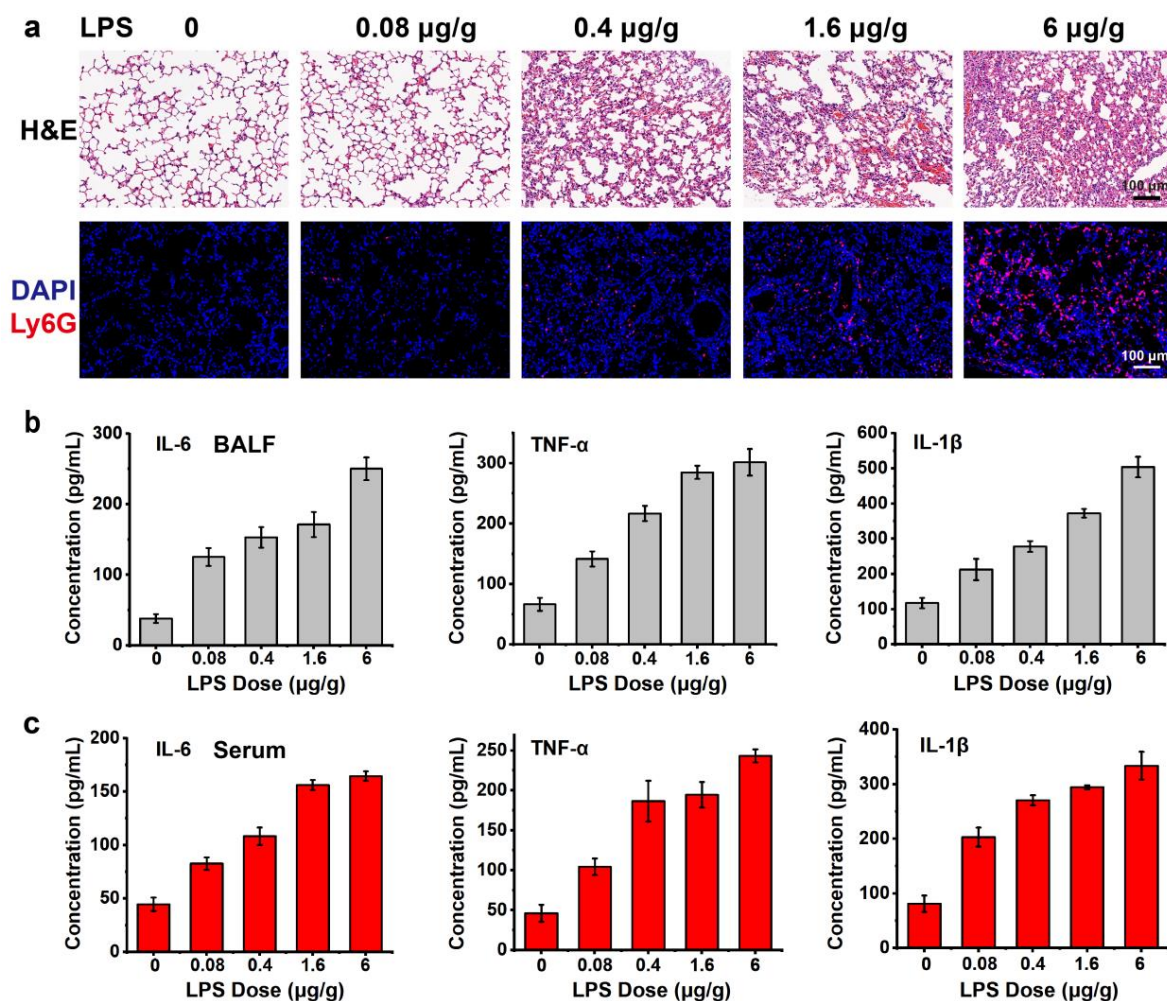 a LPS 0 0.08 μg/g 0.4 μg/g 1.6 μg/g 6 μg/g
H&E
100 μm
DAPI
Ly6G
100 μm
b
IL-6 BALF
Concentration (pg/mL)
300
200
100
0
0 0.08 0.4 1.6 6
LPS Dose (μg/g)
TNF-α
Concentration (pg/mL)
300
200
100
0
0 0.08 0.4 1.6 6
LPS Dose (μg/g)
IL-1β
Concentration (pg/mL)
600
500
400
300
200
100
0
0 0.08 0.4 1.6 6
LPS Dose (μg/g)
c
IL-6 Serum
Concentration (pg/mL)
200
150
100
50
0
0 0.08 0.4 1.6 6
LPS Dose (μg/g)
TNF-α
Concentration (pg/mL)
250
200
150
100
50
0
0 0.08 0.4 1.6 6
LPS Dose (μg/g)
IL-1β
Concentration (pg/mL)
400
300
200
100
0
0 0.08 0.4 1.6 6
LPS Dose (μg/g)